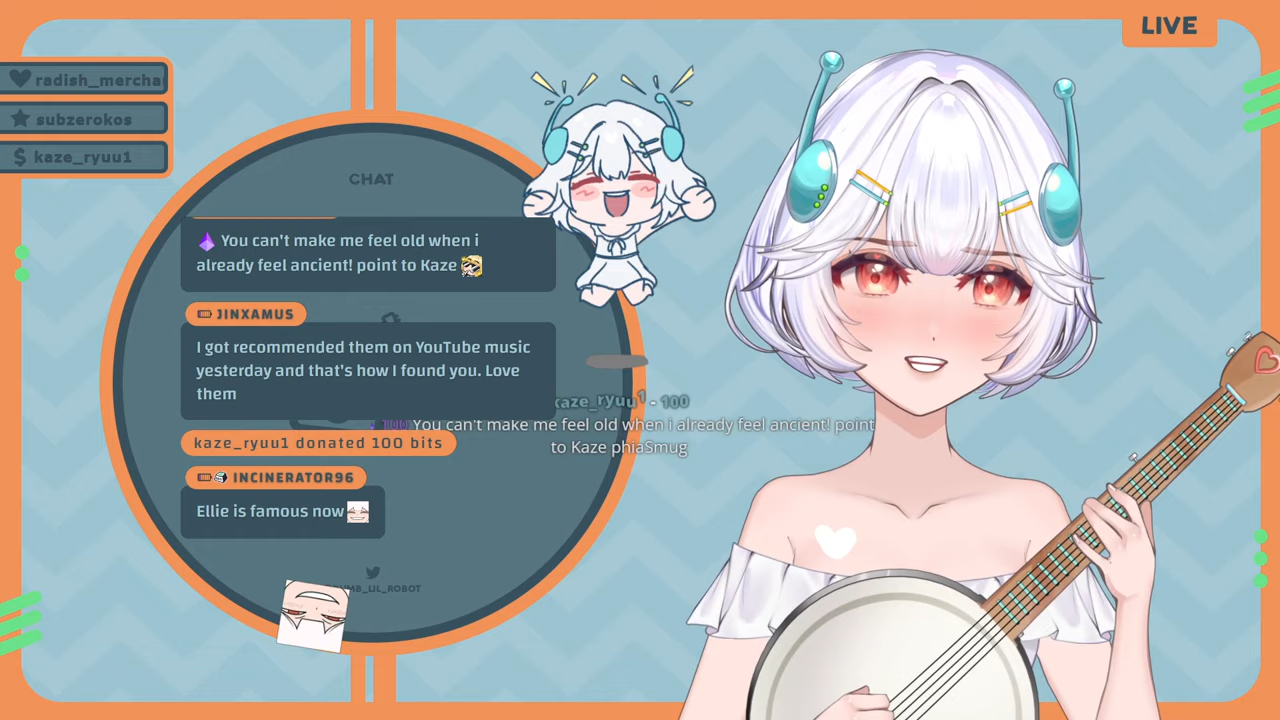 LIVE
radish_mercha
subzerokos
$ kaze_ryuu1
CHAT
You can't make me feel old when i
already feel ancient! point to Kaze
JINXAMUS
I got recommended them on YouTube music
yesterday and that's how I found you. Love
them
kaze_ryuu1 - 100
100 You can't make me feel old when i already feel ancient! point
to Kaze phiaSmug
kaze_ryuu1 donated 100 bits
INCINERATOR96
Ellie is famous now
MB_LIL_ROBOT